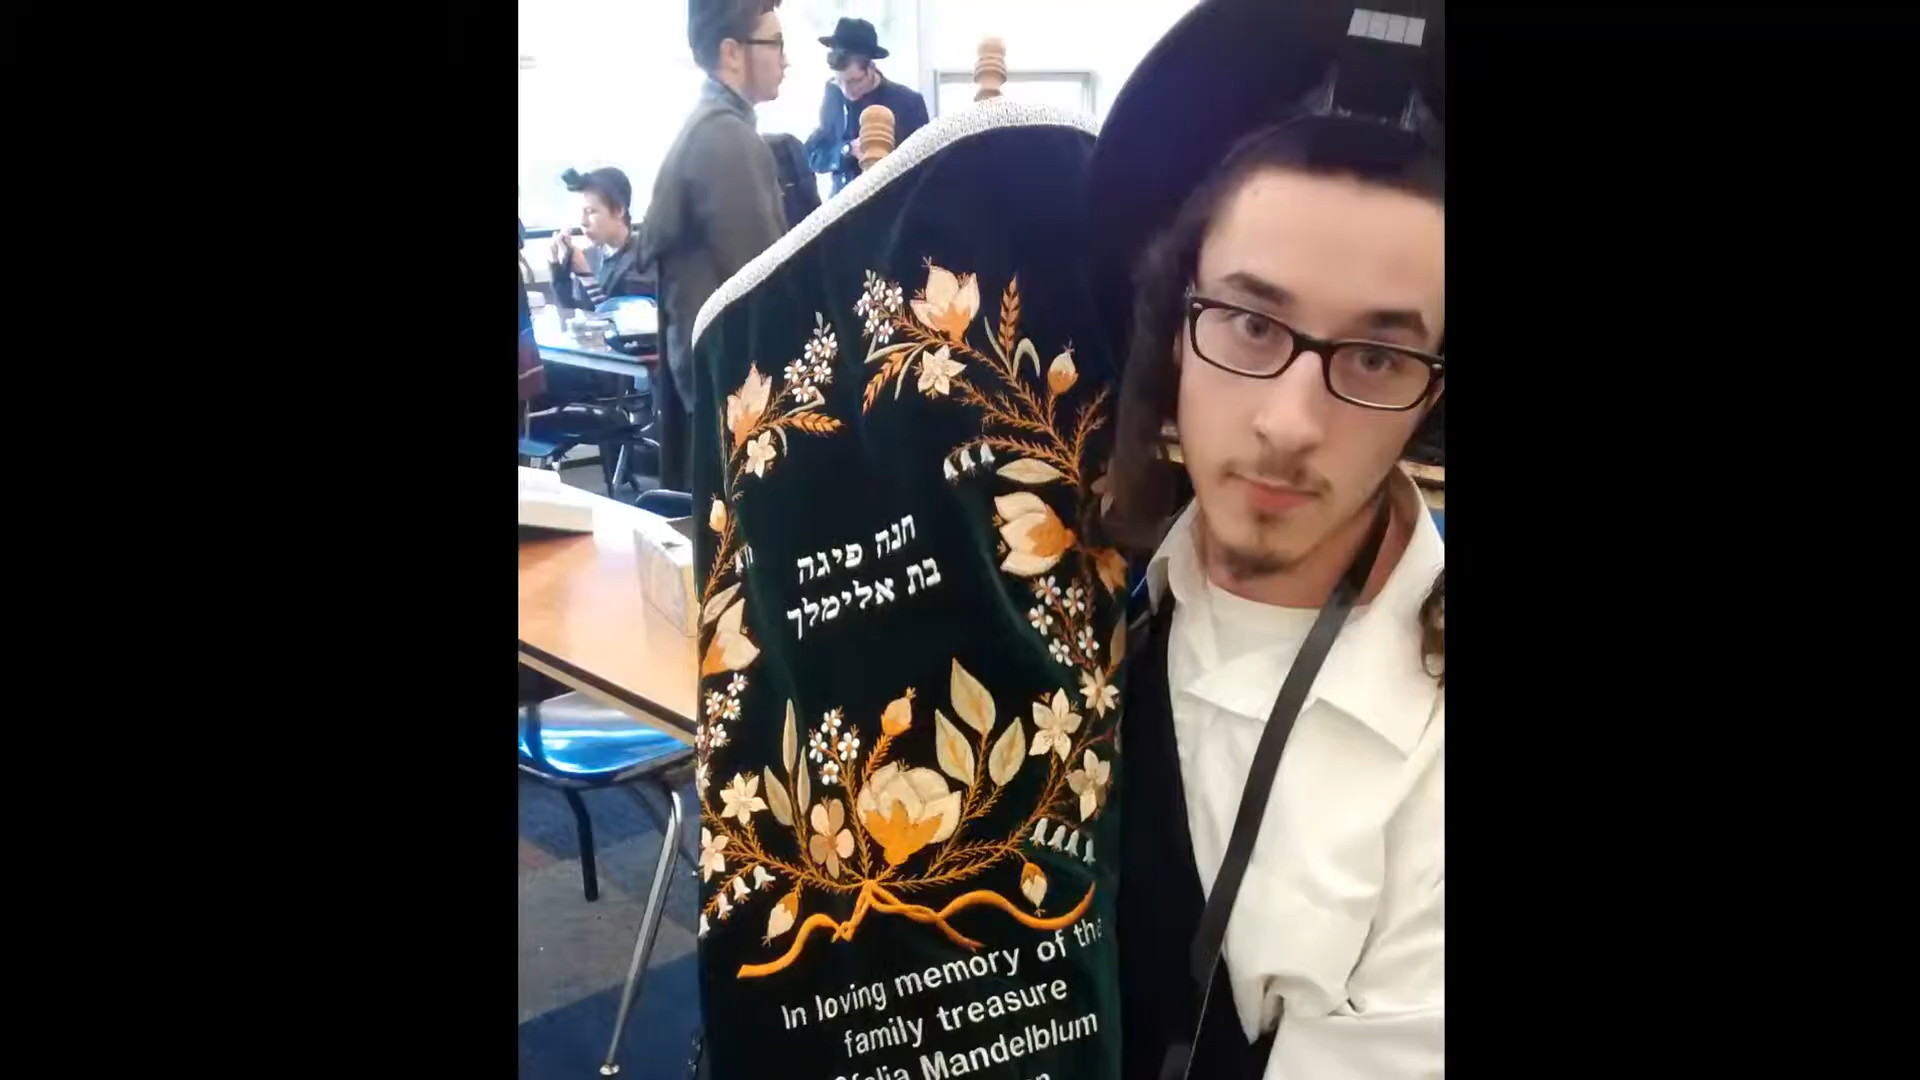 חנה פיגה
בת אלימלך
In loving memory of the
family treasure
Mandelblum